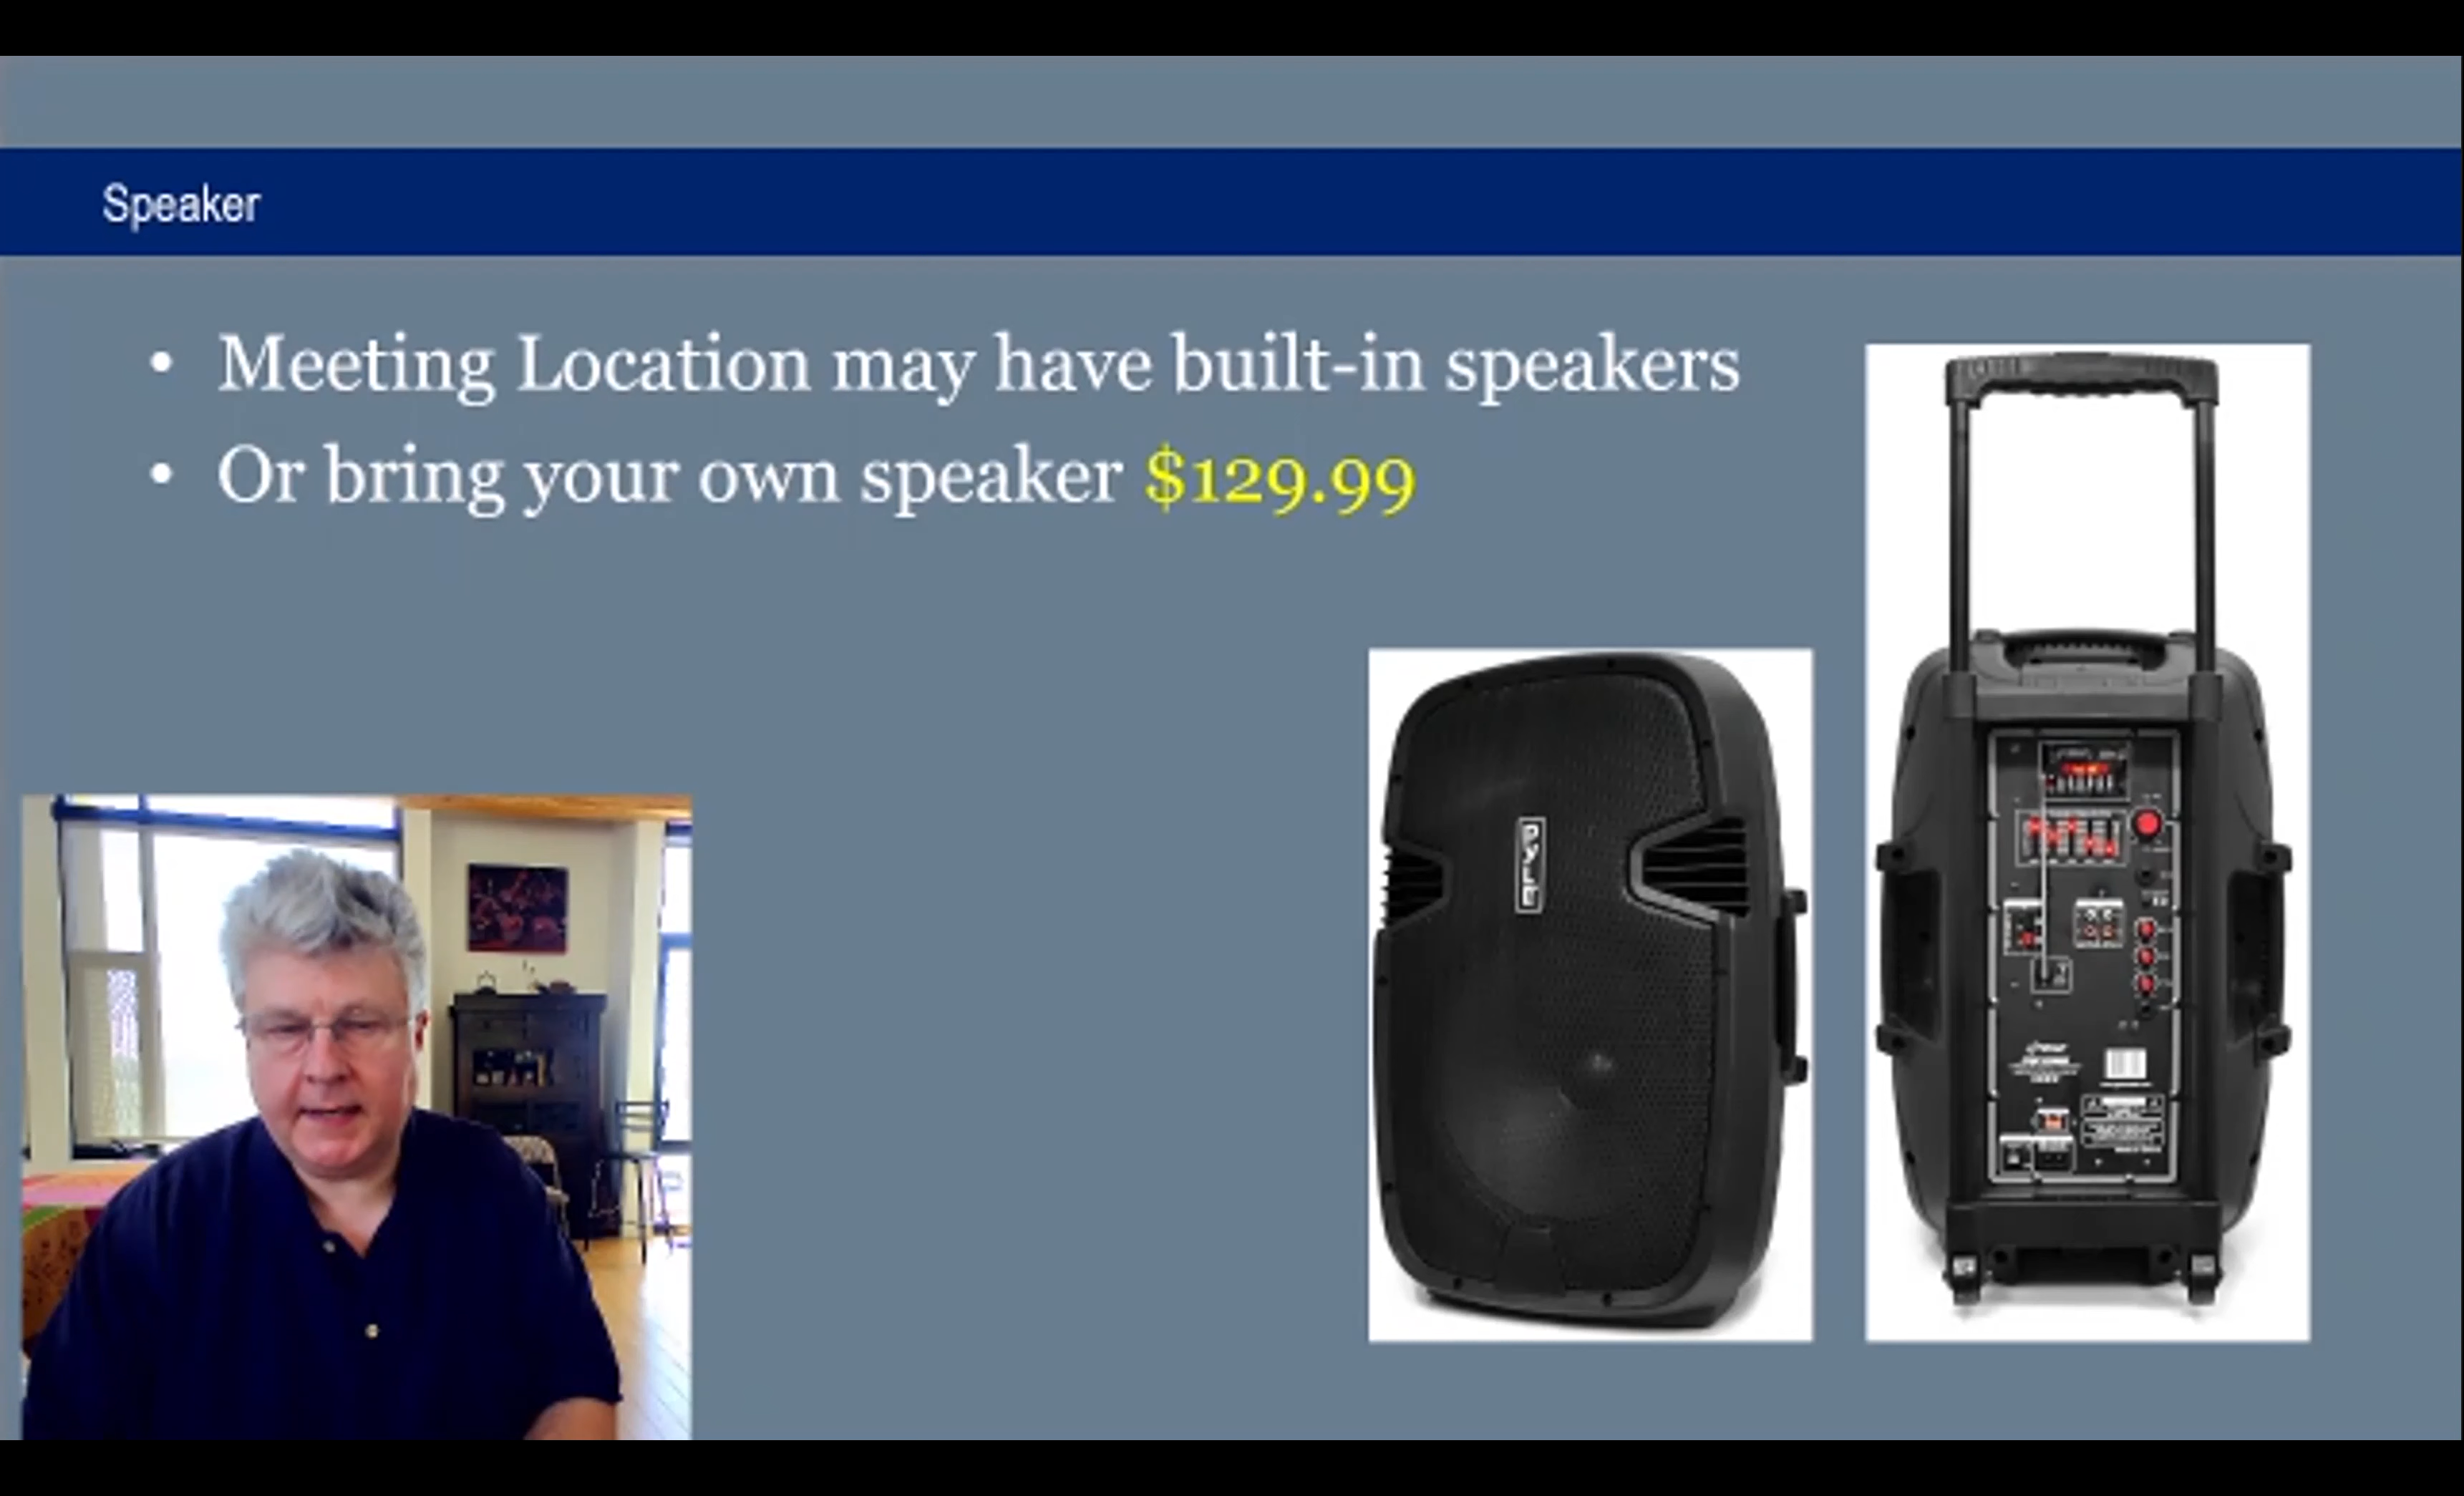 Speaker
• Meeting Location may have built-in speakers
• Or bring your own speaker $129.99
PYLE